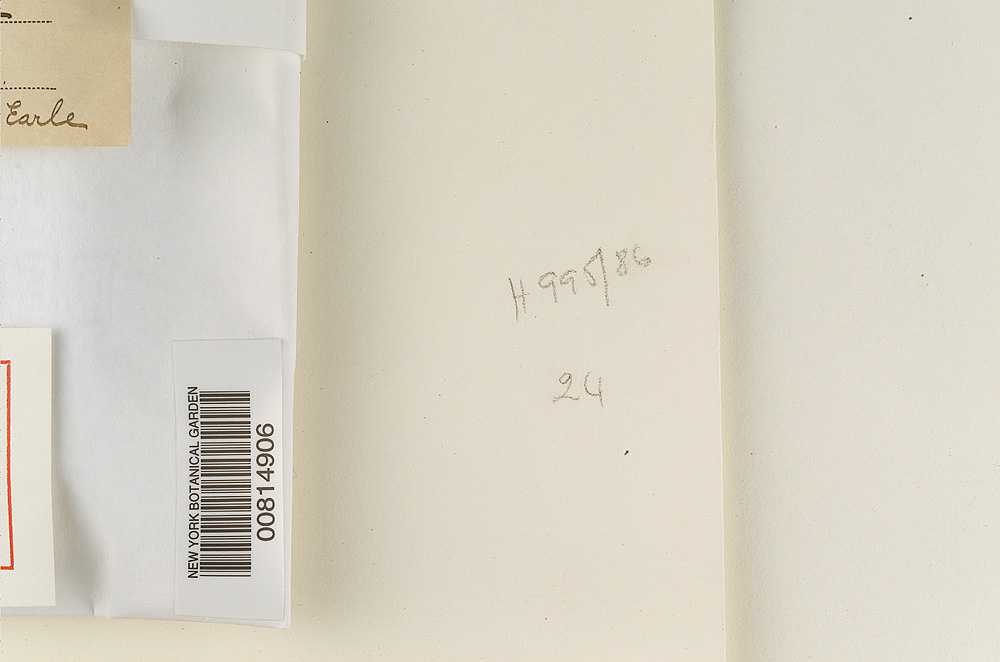 Earle
H 995/86
24
NEW YORK BOTANICAL GARDEN
00814906